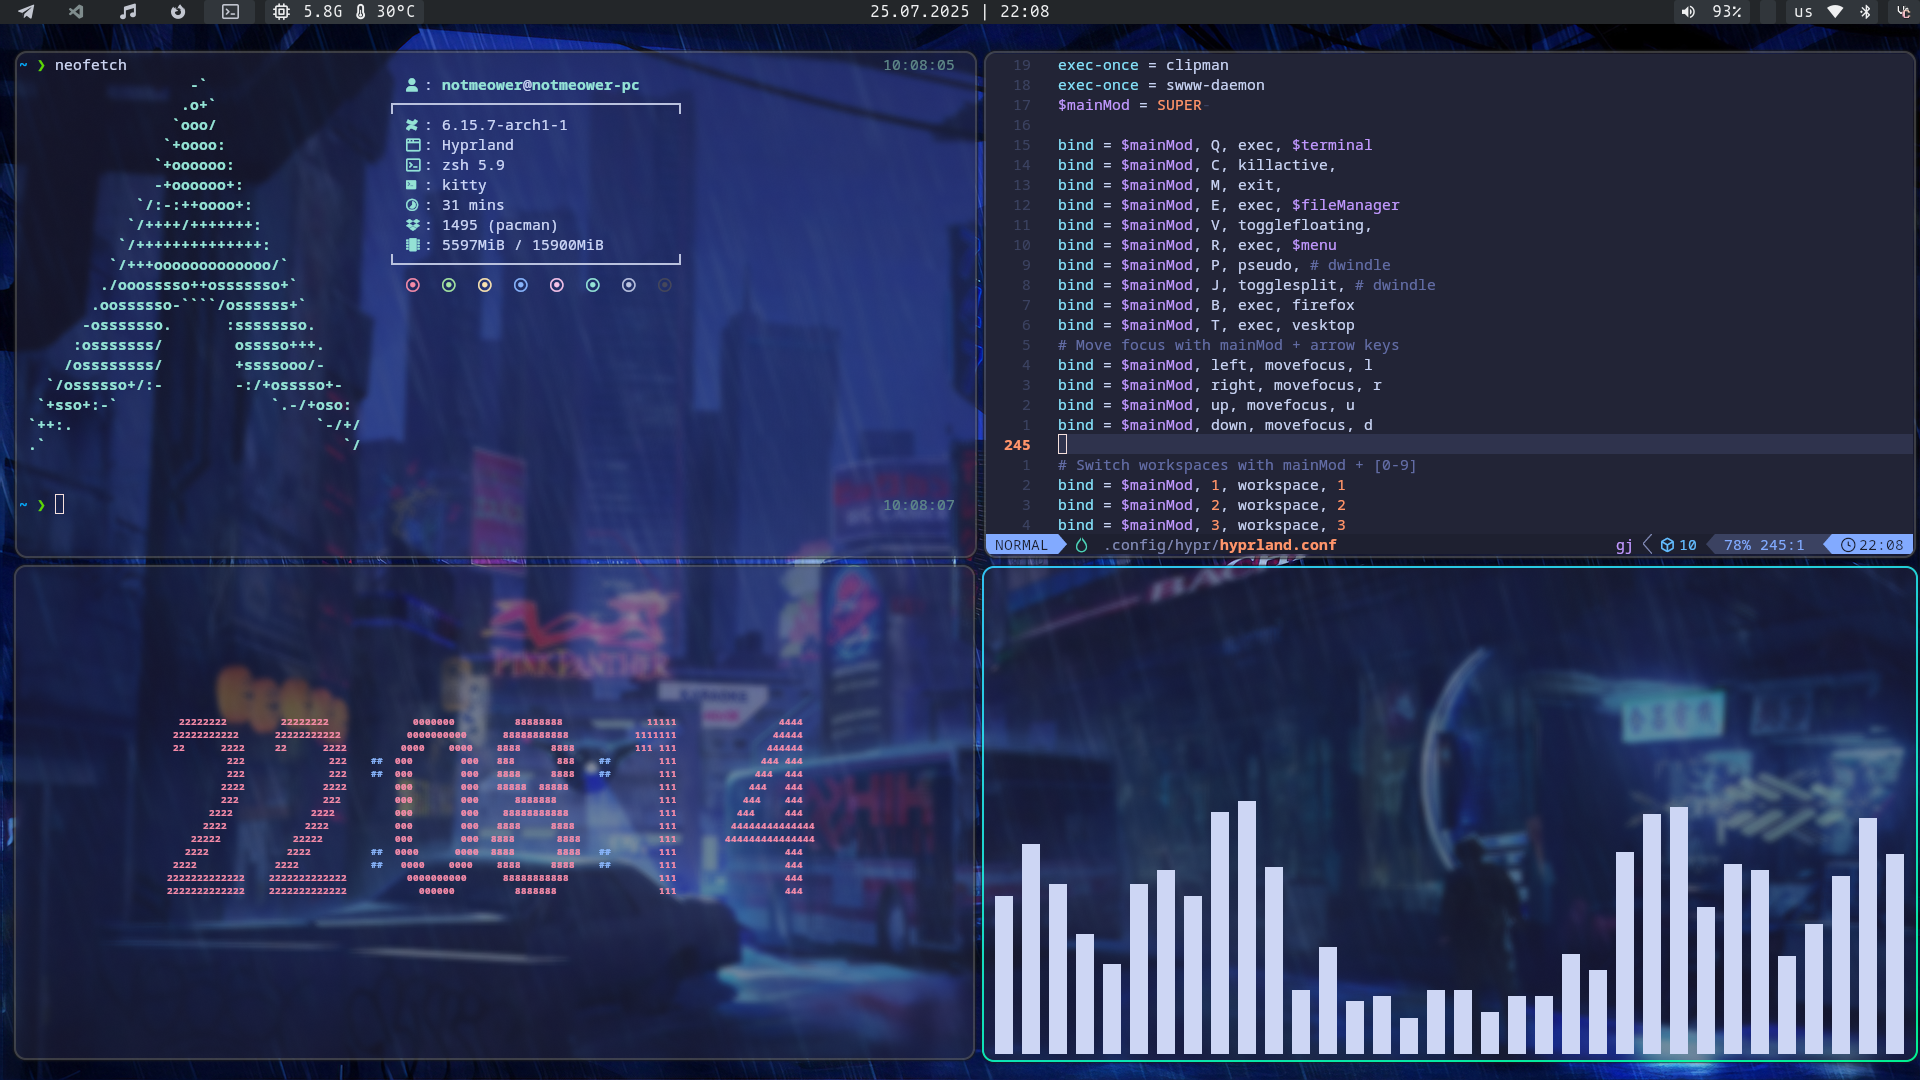 5.8G 30°C
25.07.2025 | 22:08
93% us
~ ❯ neofetch 10:08:05
-`
.o+`
`ooo/
`+oooo:
`+oooooo:
-+oooooo+:
`/:-:++oooo+:
`/++++/+++++++:
`/++++++++++++++:
`/+++ooooooooooooo/`
./ooosssso++osssssso+`
.oossssso-````/ossssss+`
-osssssso. :ssssssso.
:osssssss/ osssso+++.
/ossssssss/ +ssssooo/-
`/ossssso+/:- -:/+osssso+-
`+sso+:-` `.-/+oso:
`++:. `-/+/
.` `/
: notmeower@notmeower-pc
: 6.15.7-arch1-1
: Hyprland
: zsh 5.9
: kitty
: 31 mins
: 1495 (pacman)
: 5597MiB / 15900MiB
~ ❯ 10:08:07
19 exec-once = clipman
18 exec-once = swww-daemon
17 $mainMod = SUPER
16
15 bind = $mainMod, Q, exec, $terminal
14 bind = $mainMod, C, killactive,
13 bind = $mainMod, M, exit,
12 bind = $mainMod, E, exec, $fileManager
11 bind = $mainMod, V, togglefloating,
10 bind = $mainMod, R, exec, $menu
9 bind = $mainMod, P, pseudo, # dwindle
8 bind = $mainMod, J, togglesplit, # dwindle
7 bind = $mainMod, B, exec, firefox
6 bind = $mainMod, T, exec, vesktop
5 # Move focus with mainMod + arrow keys
4 bind = $mainMod, left, movefocus, l
3 bind = $mainMod, right, movefocus, r
2 bind = $mainMod, up, movefocus, u
1 bind = $mainMod, down, movefocus, d
245
1 # Switch workspaces with mainMod + [0-9]
2 bind = $mainMod, 1, workspace, 1
3 bind = $mainMod, 2, workspace, 2
4 bind = $mainMod, 3, workspace, 3
NORMAL .config/hypr/hyprland.conf gj 10 78% 245:1 22:08
22:08:14
PINK PANTHER